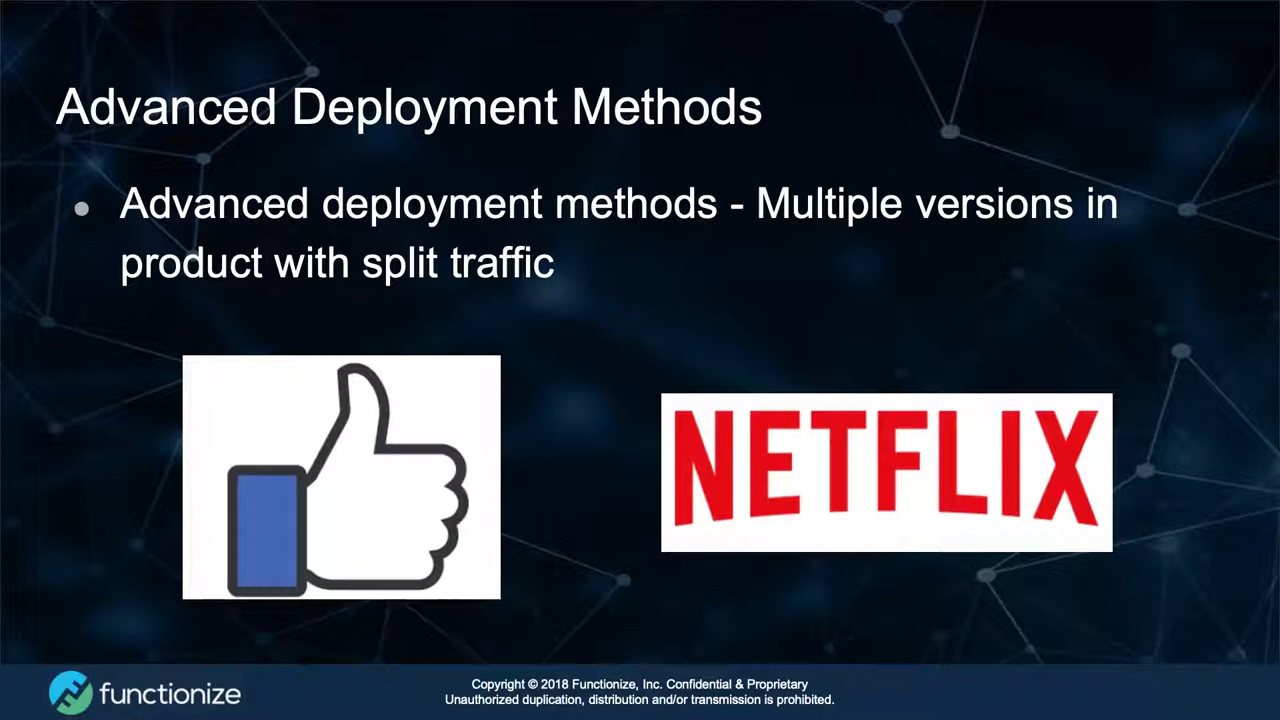 Advanced Deployment Methods
● Advanced deployment methods - Multiple versions in
product with split traffic
NETFLIX
functionize
Copyright © 2018 Functionize, Inc. Confidential & Proprietary
Unauthorized duplication, distribution and/or transmission is prohibited.